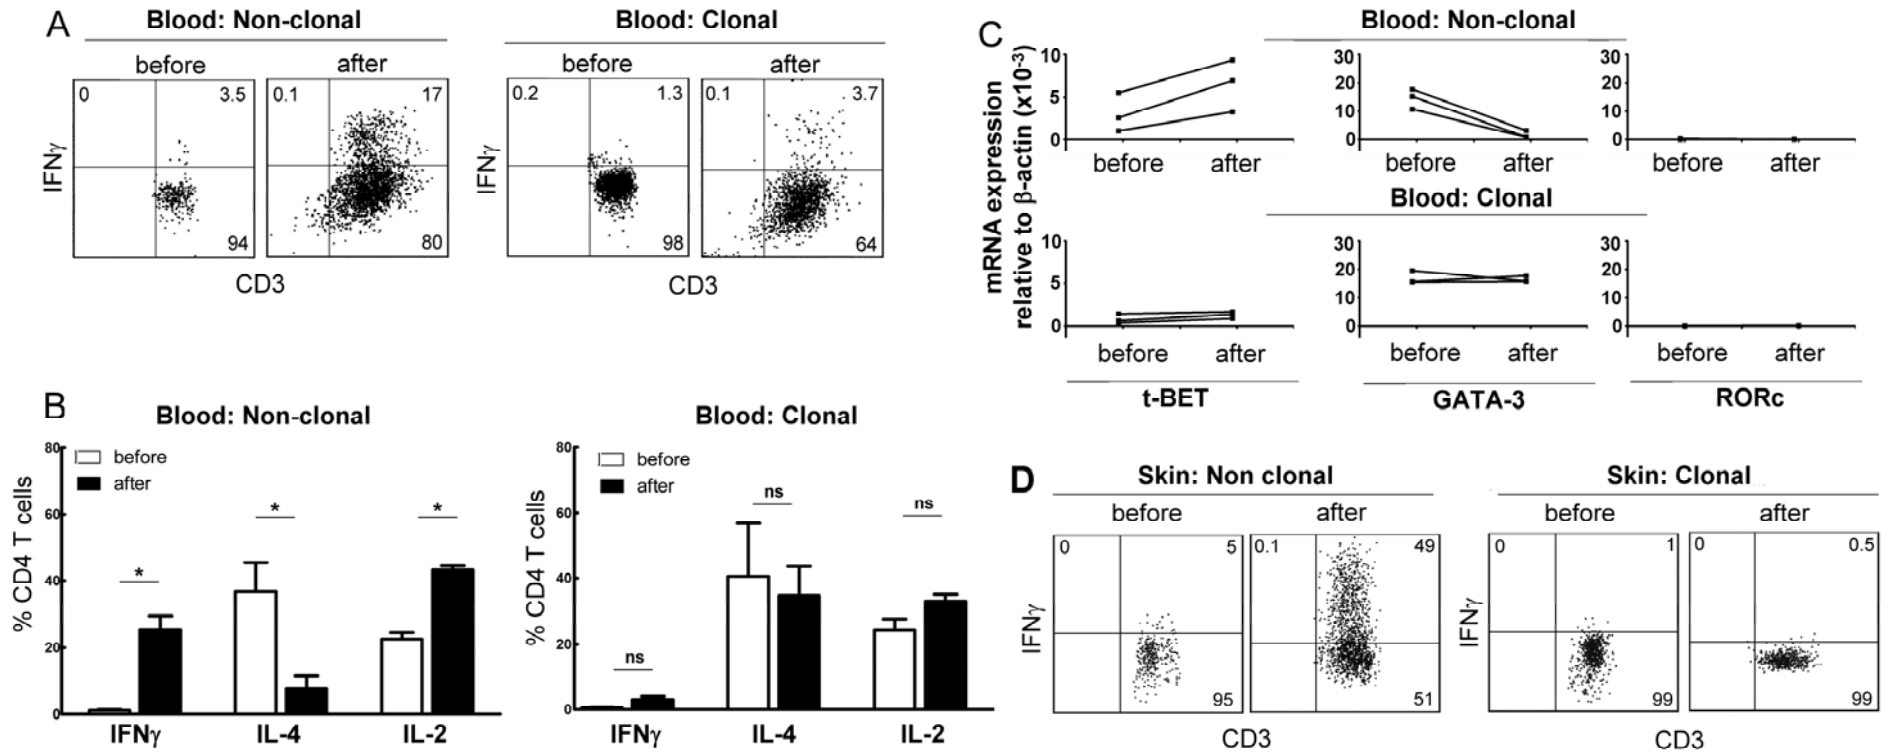 A
Blood: Non-clonal
Blood: Clonal
before
after
before
after
0
3.5
0.1
17
0.2
1.3
0.1
3.7
IFNγ
IFNγ
94
80
98
64
CD3
CD3
B
Blood: Non-clonal
Blood: Clonal
% CD4 T cells
80
60
40
20
0
before
after
*
*
*
IFNγ
IL-4
IL-2
% CD4 T cells
80
60
40
20
0
before
after
ns
ns
ns
IFNγ
IL-4
IL-2
C
Blood: Non-clonal
mRNA expression
relative to β-actin (x10-3)
10
5
0
before
after
30
20
10
0
before
after
30
20
10
0
before
after
Blood: Clonal
10
5
0
before
after
30
20
10
0
before
after
30
20
10
0
before
after
t-BET
GATA-3
RORc
D
Skin: Non clonal
Skin: Clonal
before
after
before
after
0
5
0.1
49
0
1
0
0.5
IFNγ
IFNγ
95
51
99
99
CD3
CD3